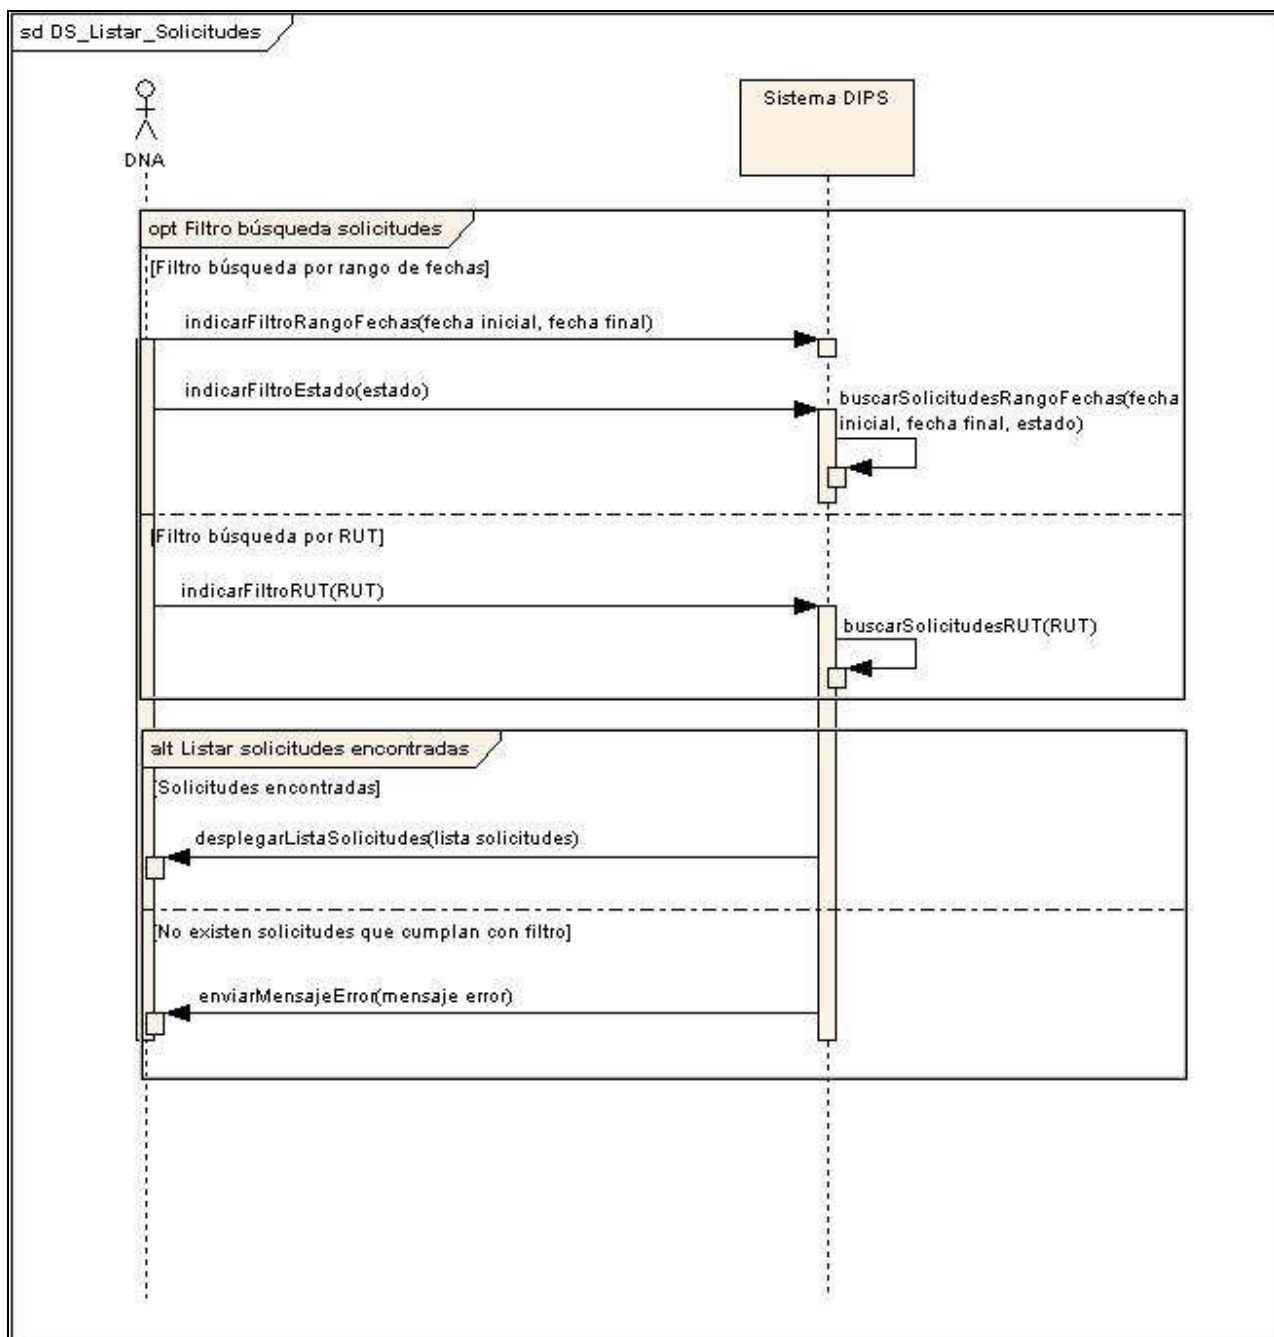 sd DS_Listar_Solicitudes
DNA
Sistema DIPS
opt Filtro búsqueda solicitudes
[Filtro búsqueda por rango de fechas]
indicarFiltroRangoFechas(fecha inicial, fecha final)
indicarFiltroEstado(estado)
buscarSolicitudesRangoFechas(fecha
inicial, fecha final, estado)
[Filtro búsqueda por RUT]
indicarFiltroRUT(RUT)
buscarSolicitudesRUT(RUT)
alt Listar solicitudes encontradas
[Solicitudes encontradas]
desplegarListaSolicitudes(lista solicitudes)
[No existen solicitudes que cumplan con filtro]
enviarMensajeError(mensaje error)